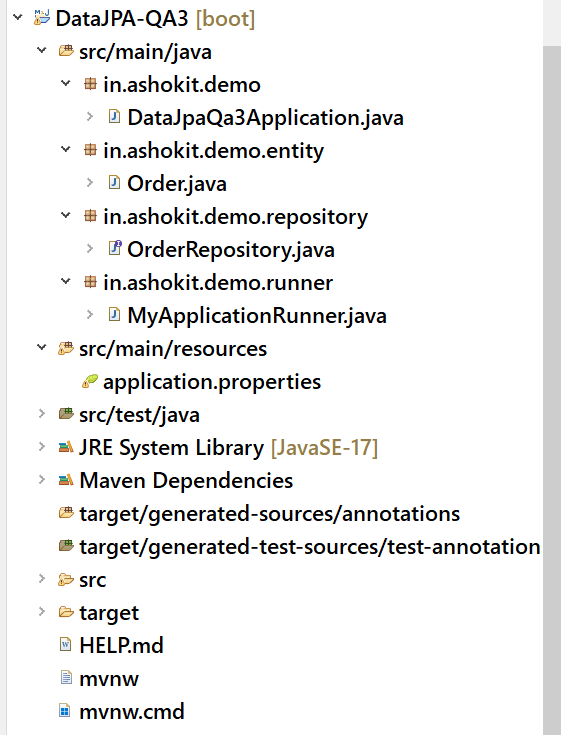 DataJPA-QA3 [boot]
src/main/java
in.ashokit.demo
DataJpaQa3Application.java
in.ashokit.demo.entity
Order.java
in.ashokit.demo.repository
OrderRepository.java
in.ashokit.demo.runner
MyApplicationRunner.java
src/main/resources
application.properties
src/test/java
JRE System Library [JavaSE-17]
Maven Dependencies
target/generated-sources/annotations
target/generated-test-sources/test-annotation
src
target
HELP.md
mvnw
mvnw.cmd